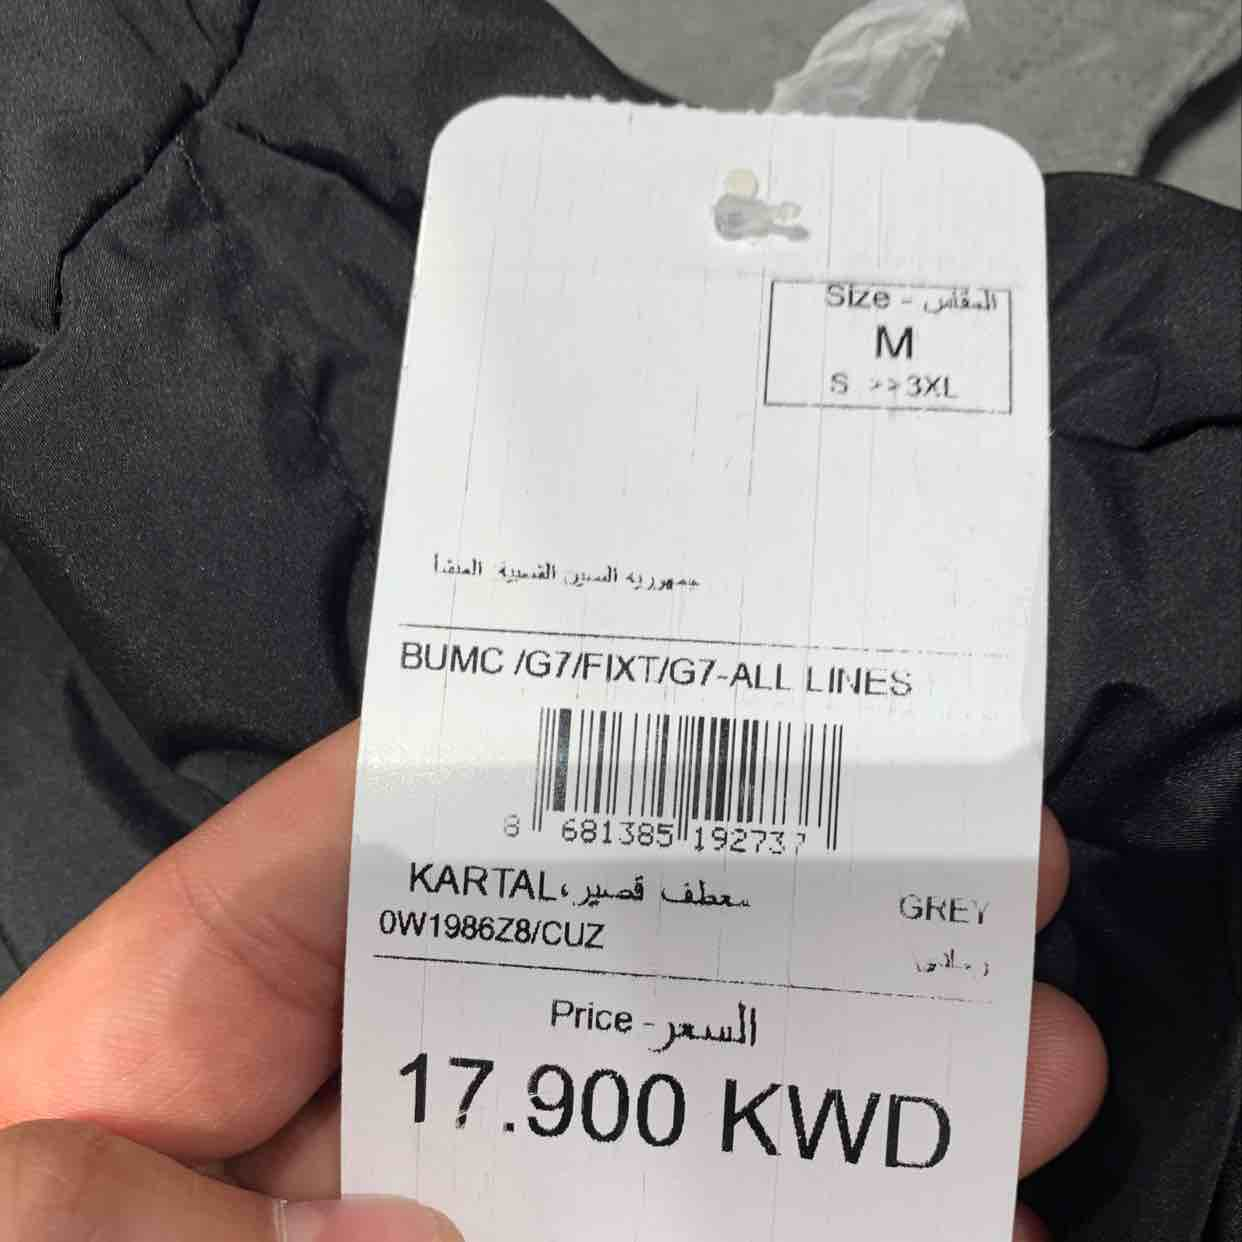 Size - المقاس
M
S >> 3XL
جمهورية الصين الشعبية المنشأ
BUMC /G7/FIXT/G7-ALL LINES
8 681385 192737
KARTAL، معطف قصير
0W1986Z8/CUZ
GREY
رمادي
Price - السعر
17.900 KWD